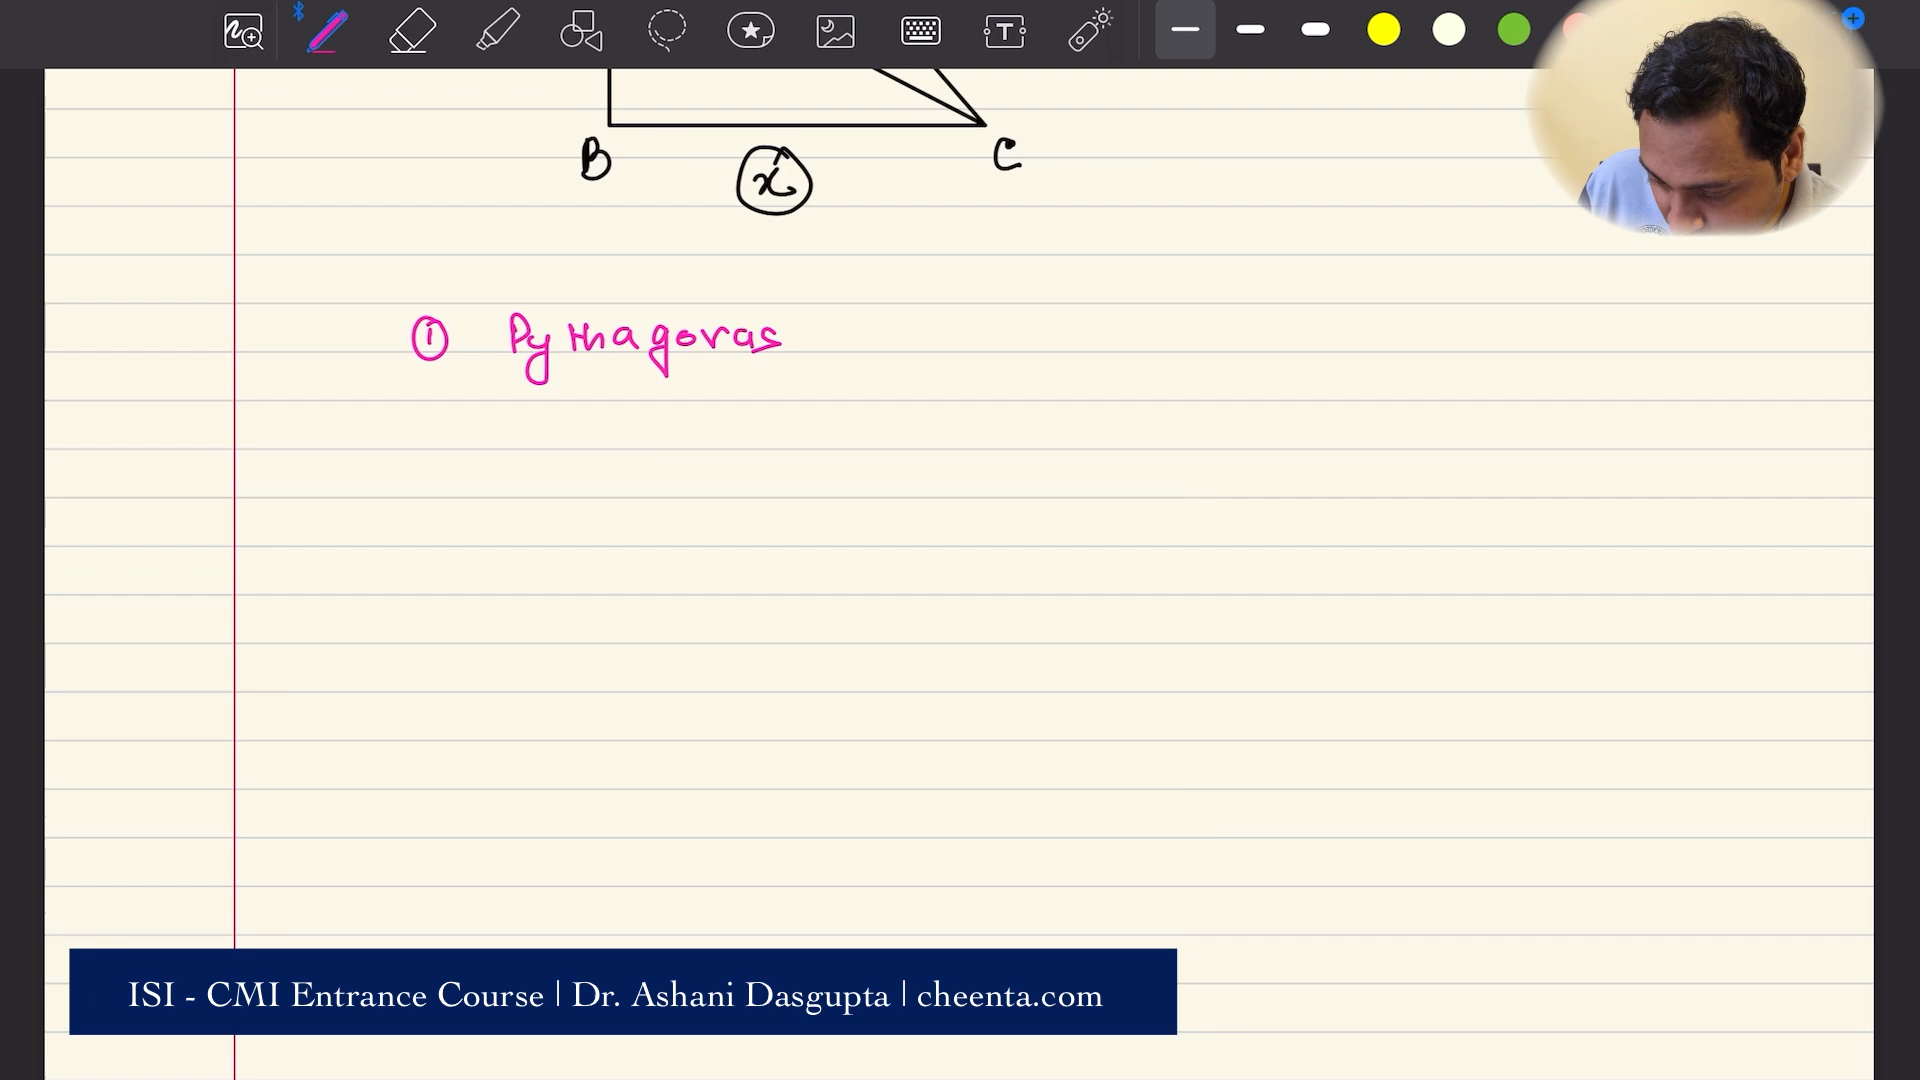 B C
x
① Pythagoras
ISI - CMI Entrance Course | Dr. Ashani Dasgupta | cheenta.com